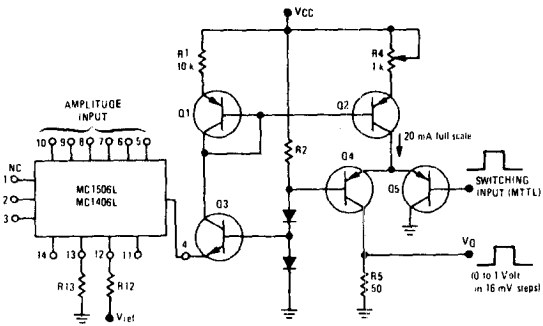 VCC
R1
10 k
R4
1 k
Q1
Q2
AMPLITUDE
INPUT
10 9 8 7 6 5
R2
20 mA full scale
NC
1
2
3
MC1506L
MC1406L
Q4
Q5
SWITCHING
INPUT (MTTL)
Q3
4
14 13 12 11
R13
R12
Vref
VO
R5
50
(0 to 1 Volt
in 16 mV steps)